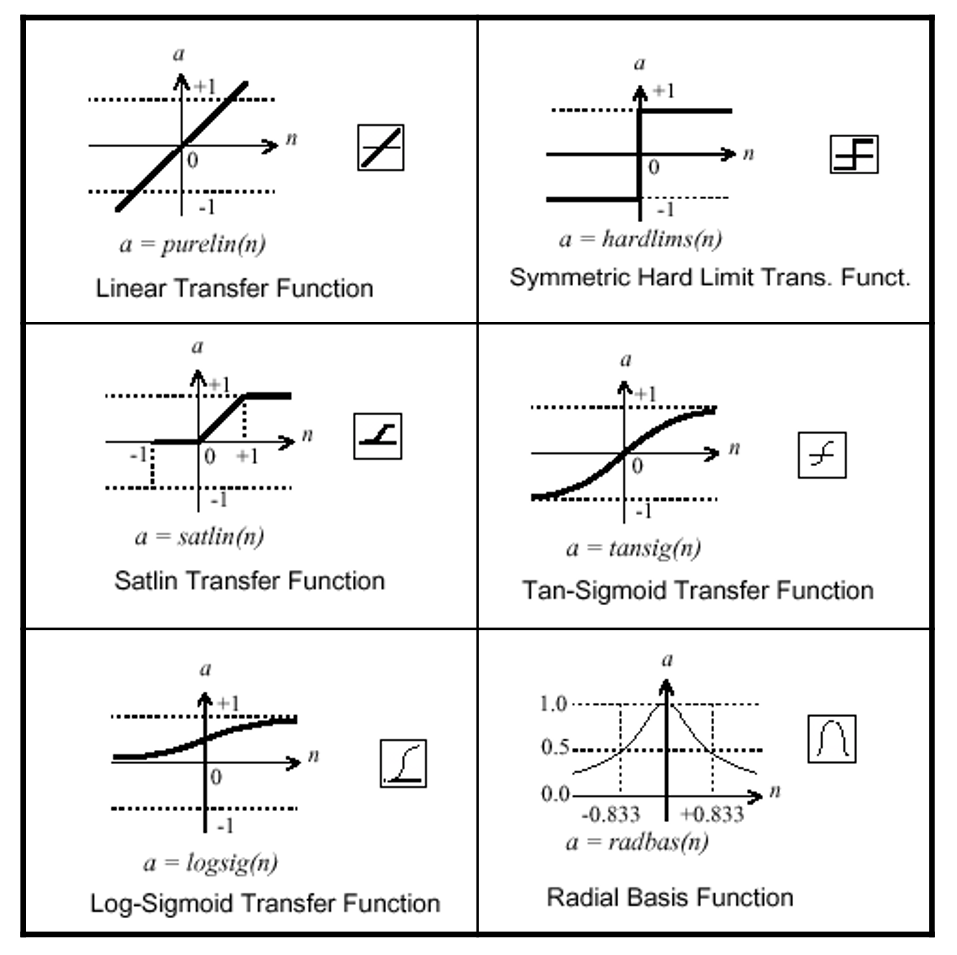 a
+1
n
0
-1
a = purelin(n)
Linear Transfer Function
a
+1
n
0
-1
a = hardlims(n)
Symmetric Hard Limit Trans. Funct.
a
+1
n
-1 0 +1
-1
a = satlin(n)
Satlin Transfer Function
a
+1
n
0
-1
a = tansig(n)
Tan-Sigmoid Transfer Function
a
+1
n
0
-1
a = logsig(n)
Log-Sigmoid Transfer Function
a
1.0
0.5
0.0 n
-0.833 +0.833
a = radbas(n)
Radial Basis Function